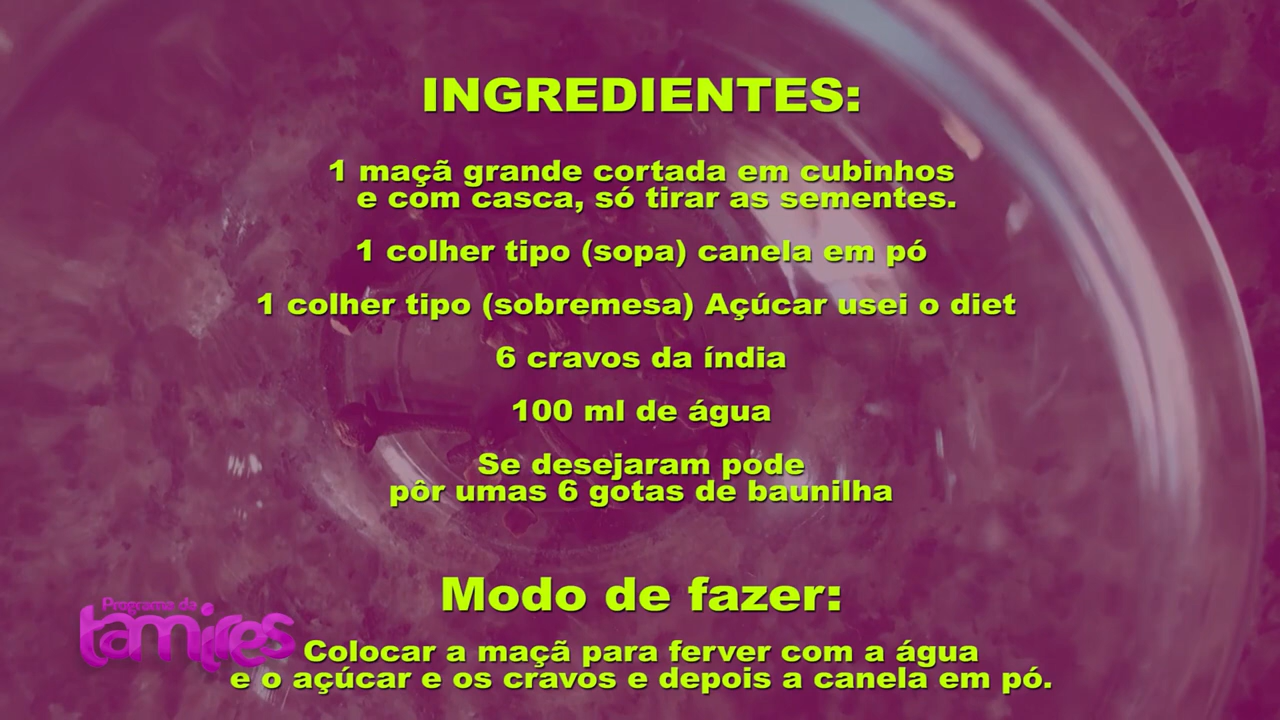 INGREDIENTES:
1 maçã grande cortada em cubinhos
e com casca, só tirar as sementes.
1 colher tipo (sopa) canela em pó
1 colher tipo (sobremesa) Açúcar usei o diet
6 cravos da índia
100 ml de água
Se desejaram pode
pôr umas 6 gotas de baunilha
Modo de fazer:
Programa de
tamires
Colocar a maçã para ferver com a água
e o açúcar e os cravos e depois a canela em pó.